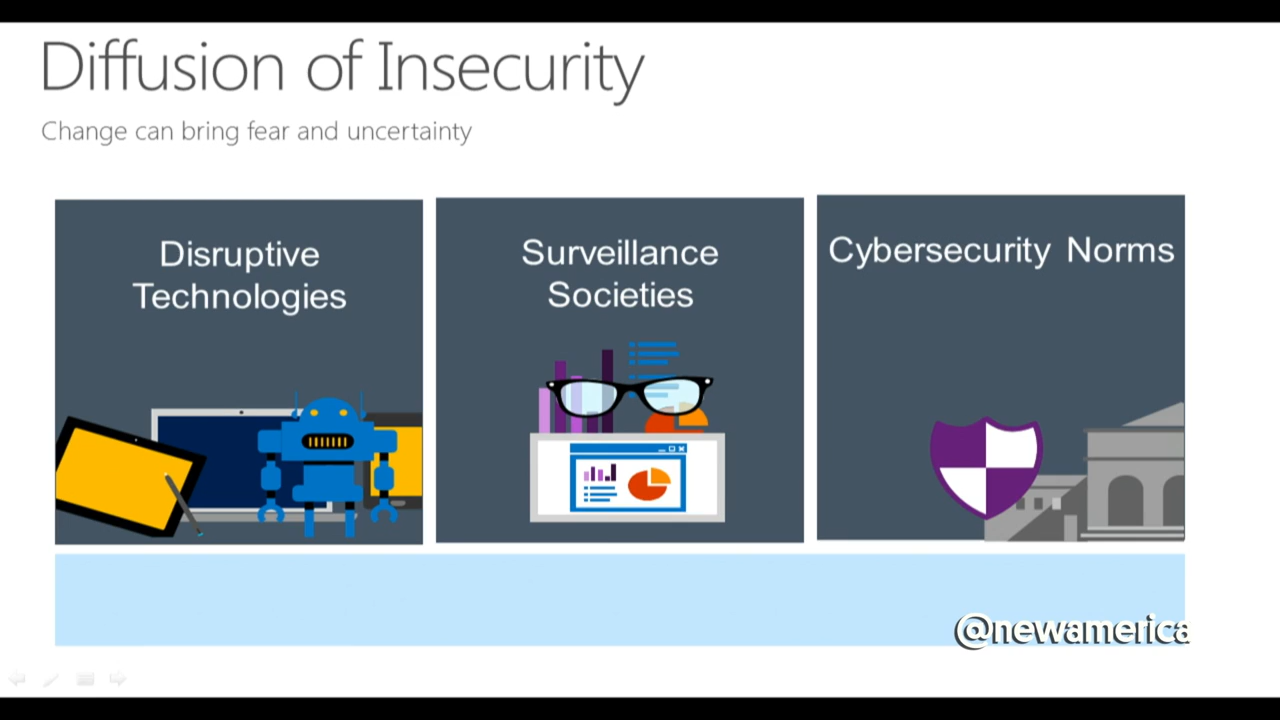 Diffusion of Insecurity
Change can bring fear and uncertainty
Disruptive
Technologies
Surveillance
Societies
Cybersecurity Norms
@newamerica